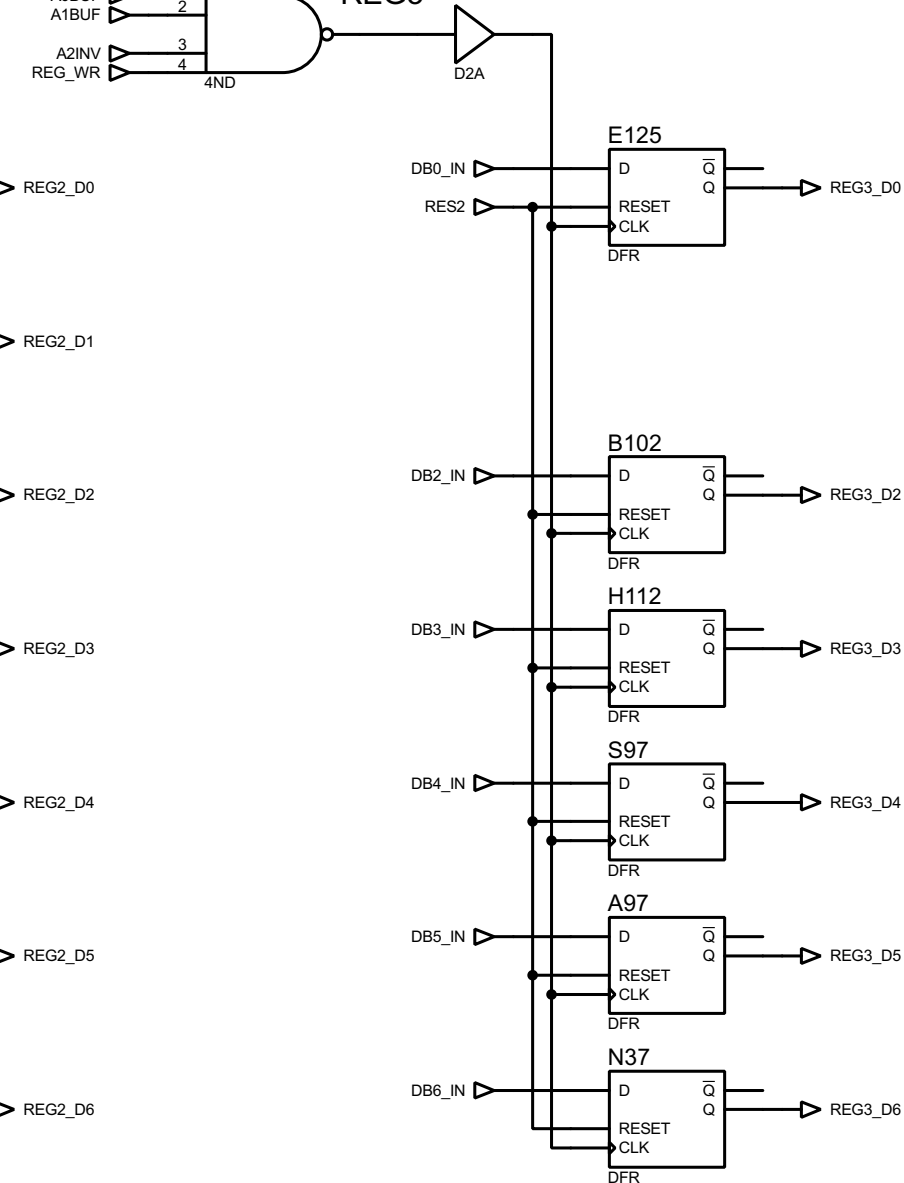 A1BUF
2
A2INV
3
REG_WR
4
4ND
D2A
E125
DB0_IN
D
Q
Q
REG3_D0
RES2
RESET
CLK
DFR
REG2_D0
REG2_D1
B102
DB2_IN
D
Q
Q
REG3_D2
RESET
CLK
DFR
REG2_D2
H112
DB3_IN
D
Q
Q
REG3_D3
RESET
CLK
DFR
REG2_D3
S97
DB4_IN
D
Q
Q
REG3_D4
RESET
CLK
DFR
REG2_D4
A97
DB5_IN
D
Q
Q
REG3_D5
RESET
CLK
DFR
REG2_D5
N37
DB6_IN
D
Q
Q
REG3_D6
RESET
CLK
DFR
REG2_D6